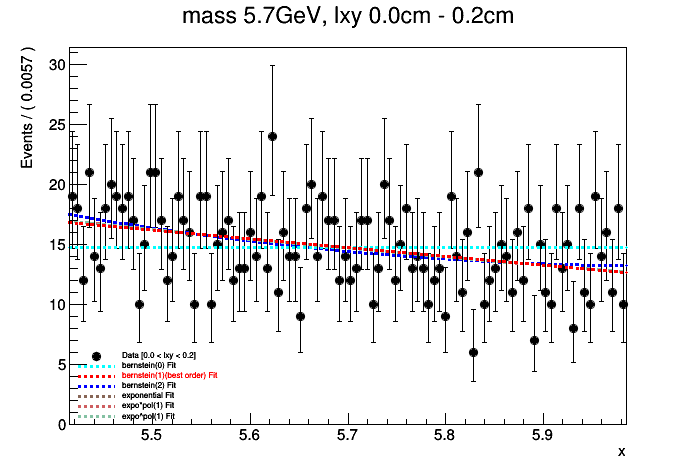 mass 5.7GeV, lxy 0.0cm - 0.2cm
Events / ( 0.0057 )
30
25
20
15
10
5
0
Data [0.0 < lxy < 0.2]
bernstein(0) Fit
bernstein(1)(best order) Fit
bernstein(2) Fit
exponential Fit
expo*pol(1) Fit
expo^pol(1) Fit
5.5 5.6 5.7 5.8 5.9
x